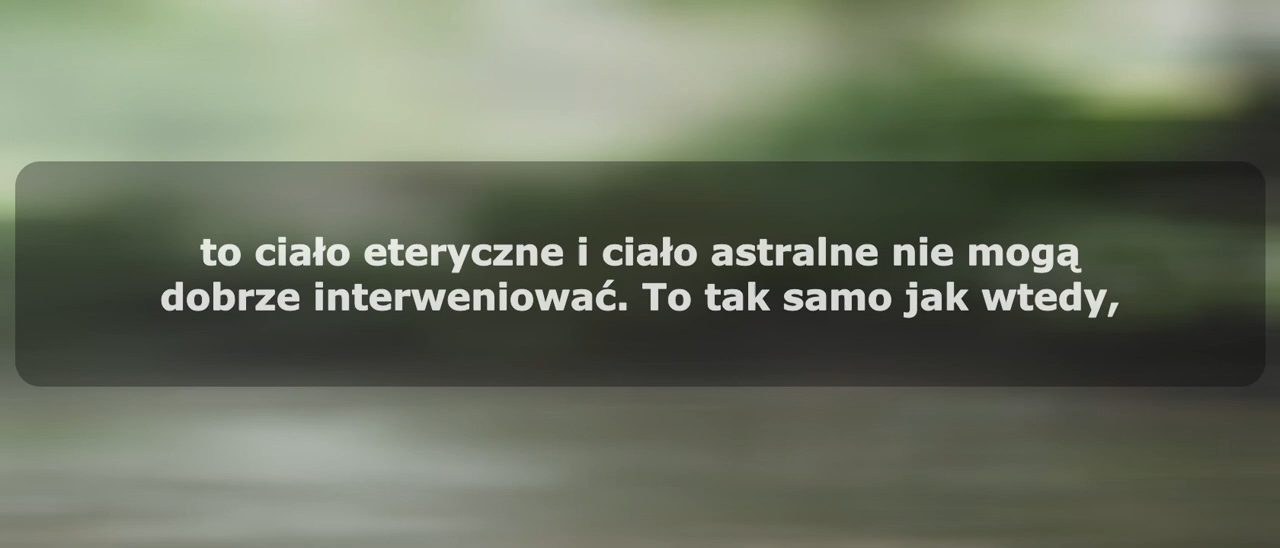 to ciało eteryczne i ciało astralne nie mogą
dobrze interweniować. To tak samo jak wtedy,